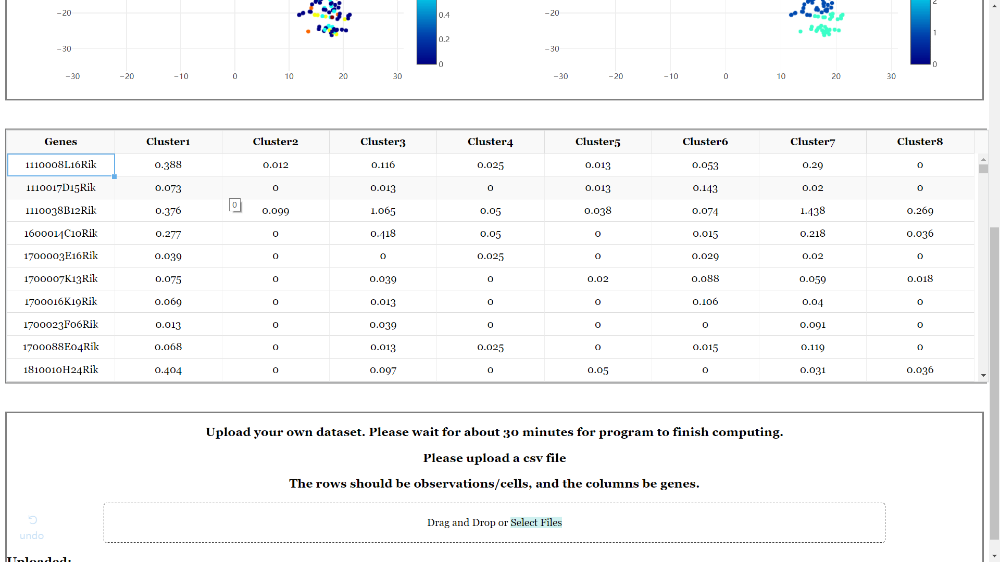 −20
−30
−30 −20 −10 0 10 20 30
0.4
0.2
0
−20
−30
−30 −20 −10 0 10 20 30
2
1
0
Genes Cluster1 Cluster2 Cluster3 Cluster4 Cluster5 Cluster6 Cluster7 Cluster8
1110008L16Rik 0.388 0.012 0.116 0.025 0.013 0.053 0.29 0
1110017D15Rik 0.073 0 0.013 0 0.013 0.143 0.02 0
0
1110038B12Rik 0.376 0.099 1.065 0.05 0.038 0.074 1.438 0.269
1600014C10Rik 0.277 0 0.418 0.05 0 0.015 0.218 0.036
1700003E16Rik 0.039 0 0 0.025 0 0.029 0.02 0
1700007K13Rik 0.075 0 0.039 0 0.02 0.088 0.059 0.018
1700016K19Rik 0.069 0 0.013 0 0 0.106 0.04 0
1700023F06Rik 0.013 0 0.039 0 0 0 0.091 0
1700088E04Rik 0.068 0 0.013 0.025 0 0.015 0.119 0
1810010H24Rik 0.404 0 0.097 0 0.05 0 0.031 0.036
Upload your own dataset. Please wait for about 30 minutes for program to finish computing.
Please upload a csv file
The rows should be observations/cells, and the columns be genes.
Drag and Drop or Select Files
undo
Uploaded: